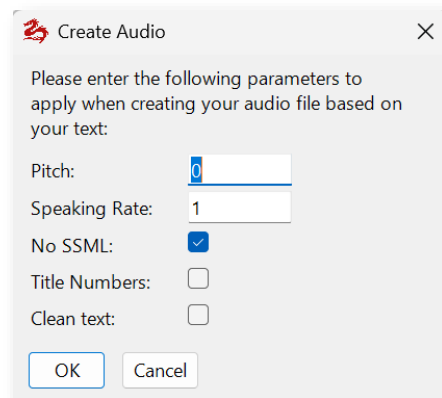 Create Audio
Please enter the following parameters to
apply when creating your audio file based on
your text:
Pitch: 0
Speaking Rate: 1
No SSML:
Title Numbers:
Clean text:
OK Cancel